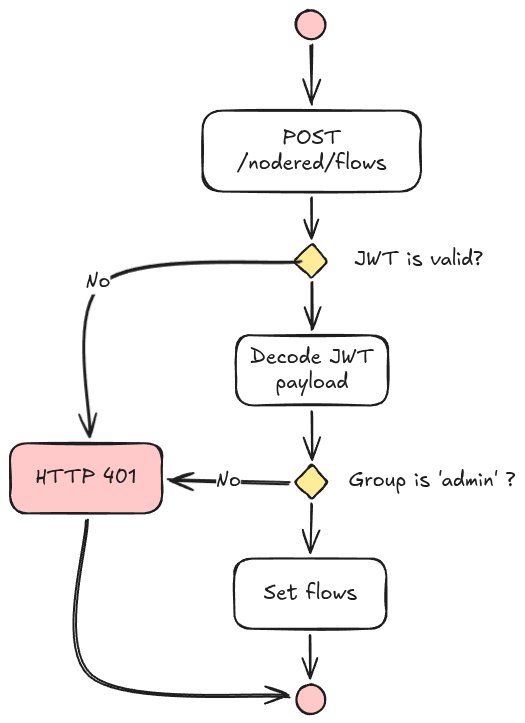 POST
/nodered/flows
JWT is valid?
No
Decode JWT
payload
HTTP 401
No
Group is 'admin' ?
Set flows